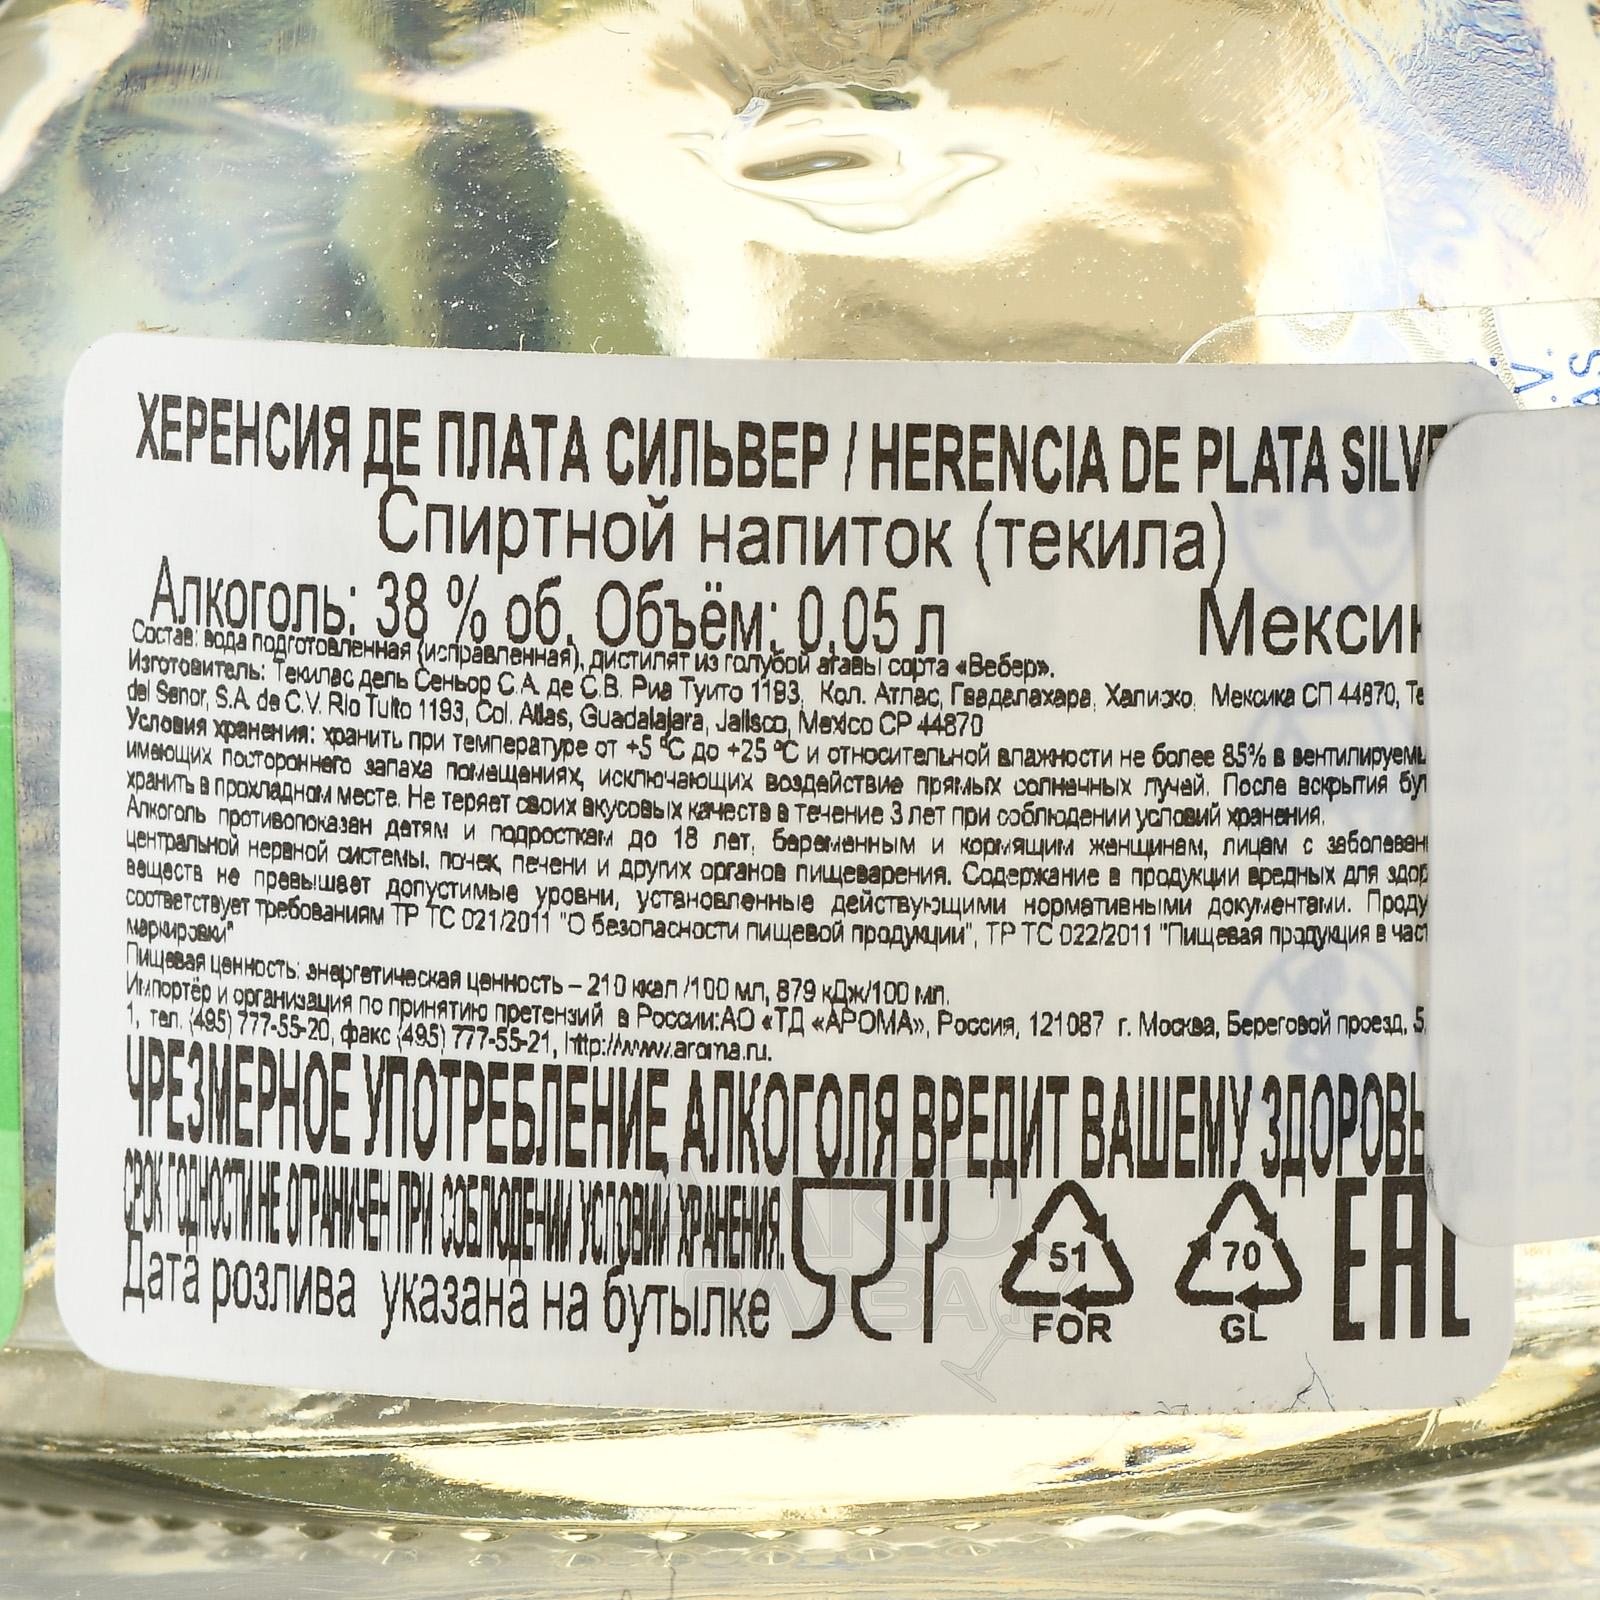 ХЕРЕНСИЯ ДЕ ПЛАТА СИЛЬВЕР / HERENCIA DE PLATA SILVE
Спиртной напиток (текила)
Алкоголь: 38 % об. Объём: 0,05 л Мексик
Состав: вода подготовленная (исправленная), дистилят из голубой агавы сорта «Вебер».
Изготовитель: Текилас дель Сеньор С.А. де С.В. Риа Туито 1193, Кол. Атлас, Гвадалахара, Халиско, Мексика СП 44870, Te
del Senor, S.A. de C.V. Rio Tuito 1193, Col. Atlas, Guadalajara, Jalisco, Mexico CP 44870
Условия хранения: хранить при температуре от +5 °С до +25 °С и относительной влажности не более 85% в вентилируемы
имеющих постороннего запаха помещениях, исключающих воздействие прямых солнечных лучей. После вскрытия бут
хранить в прохладном месте. Не теряет своих вкусовых качеств в течение 3 лет при соблюдении условий хранения.
Алкоголь противопоказан детям и подросткам до 18 лет, беременным и кормящим женщинам, лицам с заболеван
центральной нервной системы, почек, печени и других органов пищеварения. Содержание в продукции вредных для здор
веществ не превышает допустимые уровни, установленные действующими нормативными документами. Проду
соответствует требованиям ТР ТС 021/2011 "О безопасности пищевой продукции", ТР ТС 022/2011 "Пищевая продукция в част
маркировки"
Пищевая ценность: энергетическая ценность – 210 ккал /100 мл, 879 кДж/100 мл.
Импортёр и организация по принятию претензий в России:АО «ТД «АРОМА», Россия, 121087 г. Москва, Береговой проезд, 5,
1, тел. (495) 777-55-20, факс (495) 777-55-21, http://www.aroma.ru.
ЧРЕЗМЕРНОЕ УПОТРЕБЛЕНИЕ АЛКОГОЛЯ ВРЕДИТ ВАШЕМУ ЗДОРОВЬ
СРОК ГОДНОСТИ НЕ ОГРАНИЧЕН ПРИ СОБЛЮДЕНИИ УСЛОВИЙ ХРАНЕНИЯ.
Дата розлива указана на бутылке
51
FOR
70
GL
EAC